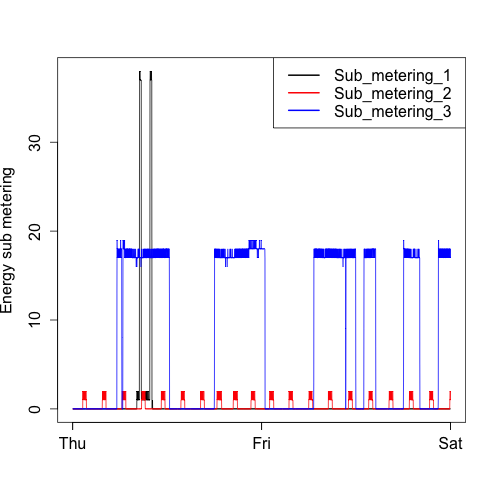 Sub_metering_1
Sub_metering_2
Sub_metering_3
Energy sub metering
30
20
10
0
Thu Fri Sat